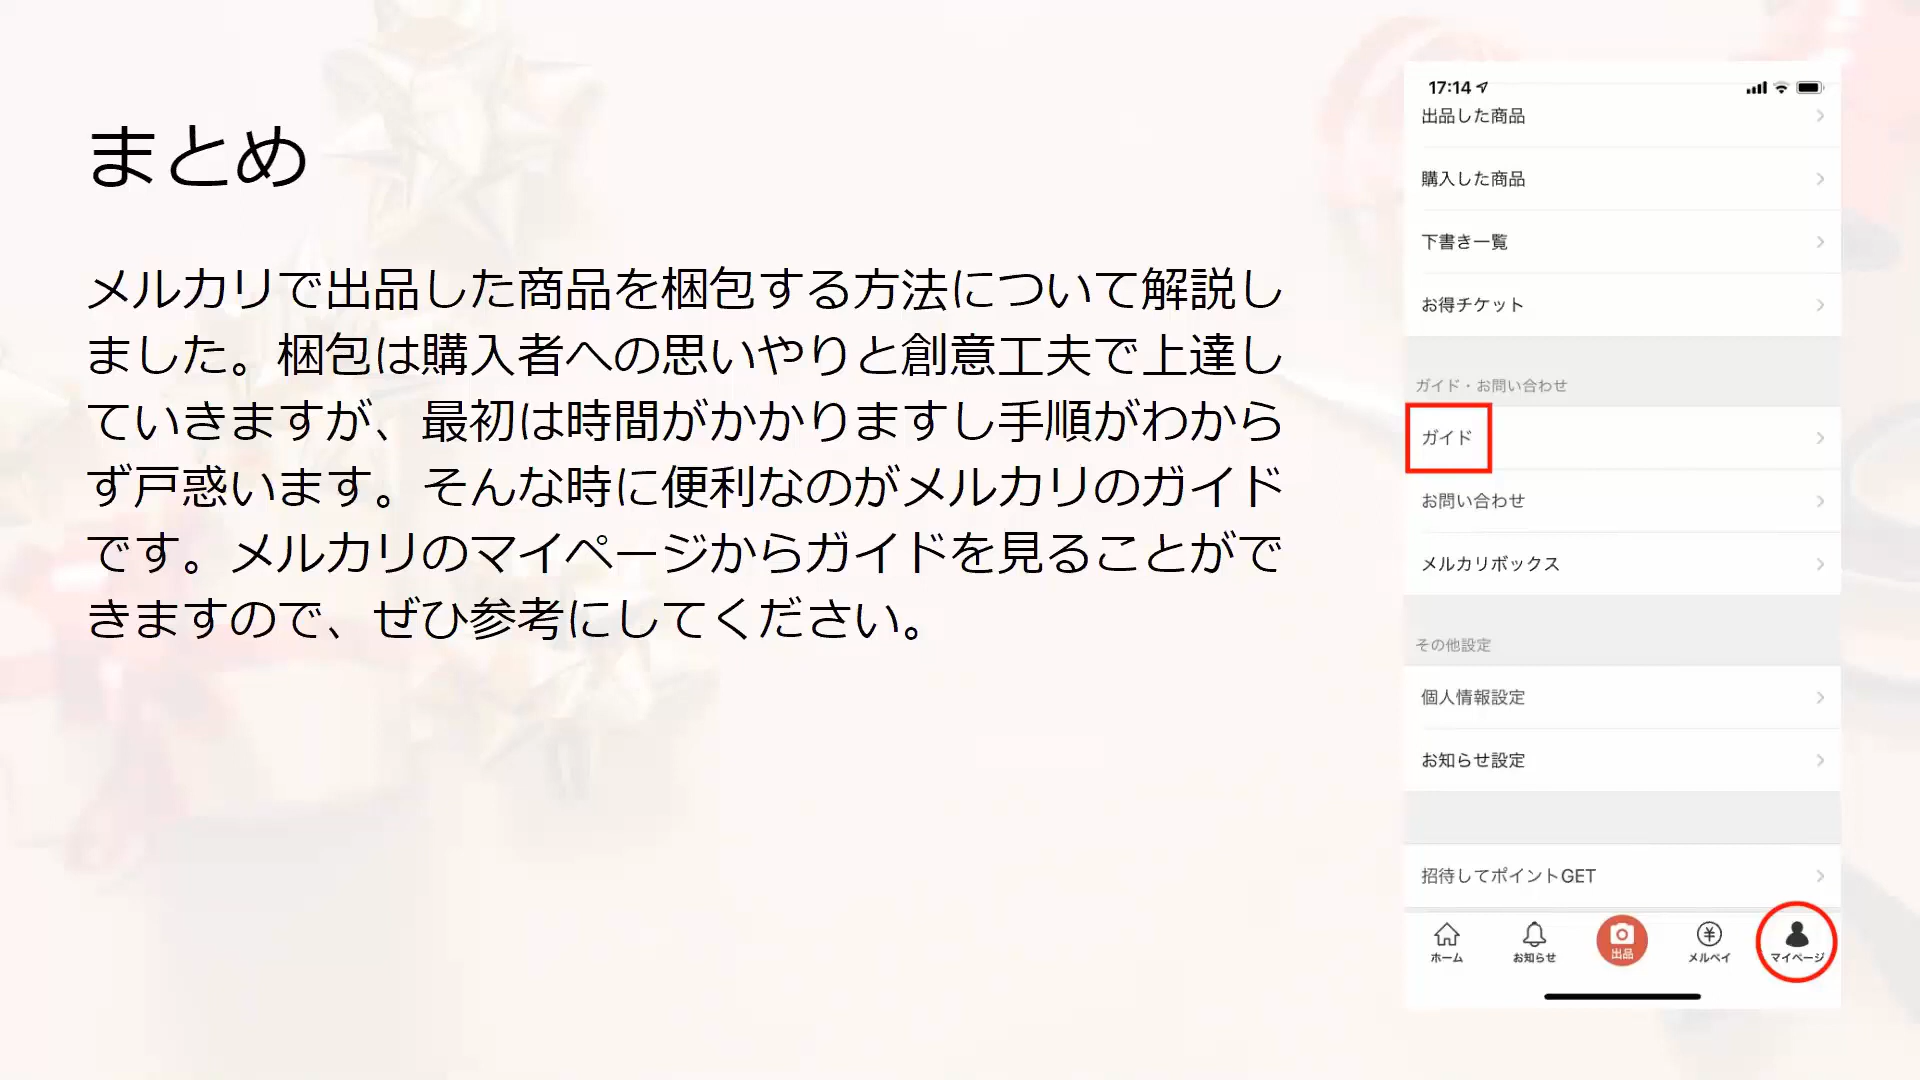 まとめ
メルカリで出品した商品を梱包する方法について解説し
ました。梱包は購入者への思いやりと創意工夫で上達し
ていきますが、最初は時間がかかりますし手順がわから
ず戸惑います。そんな時に便利なのがメルカリのガイド
です。メルカリのマイページからガイドを見ることがで
きますので、ぜひ参考にしてください。
17:14
出品した商品
購入した商品
下書き一覧
お得チケット
ガイド・お問い合わせ
ガイド
お問い合わせ
メルカリボックス
その他設定
個人情報設定
お知らせ設定
招待してポイントGET
ホーム お知らせ 出品 メルペイ マイページ